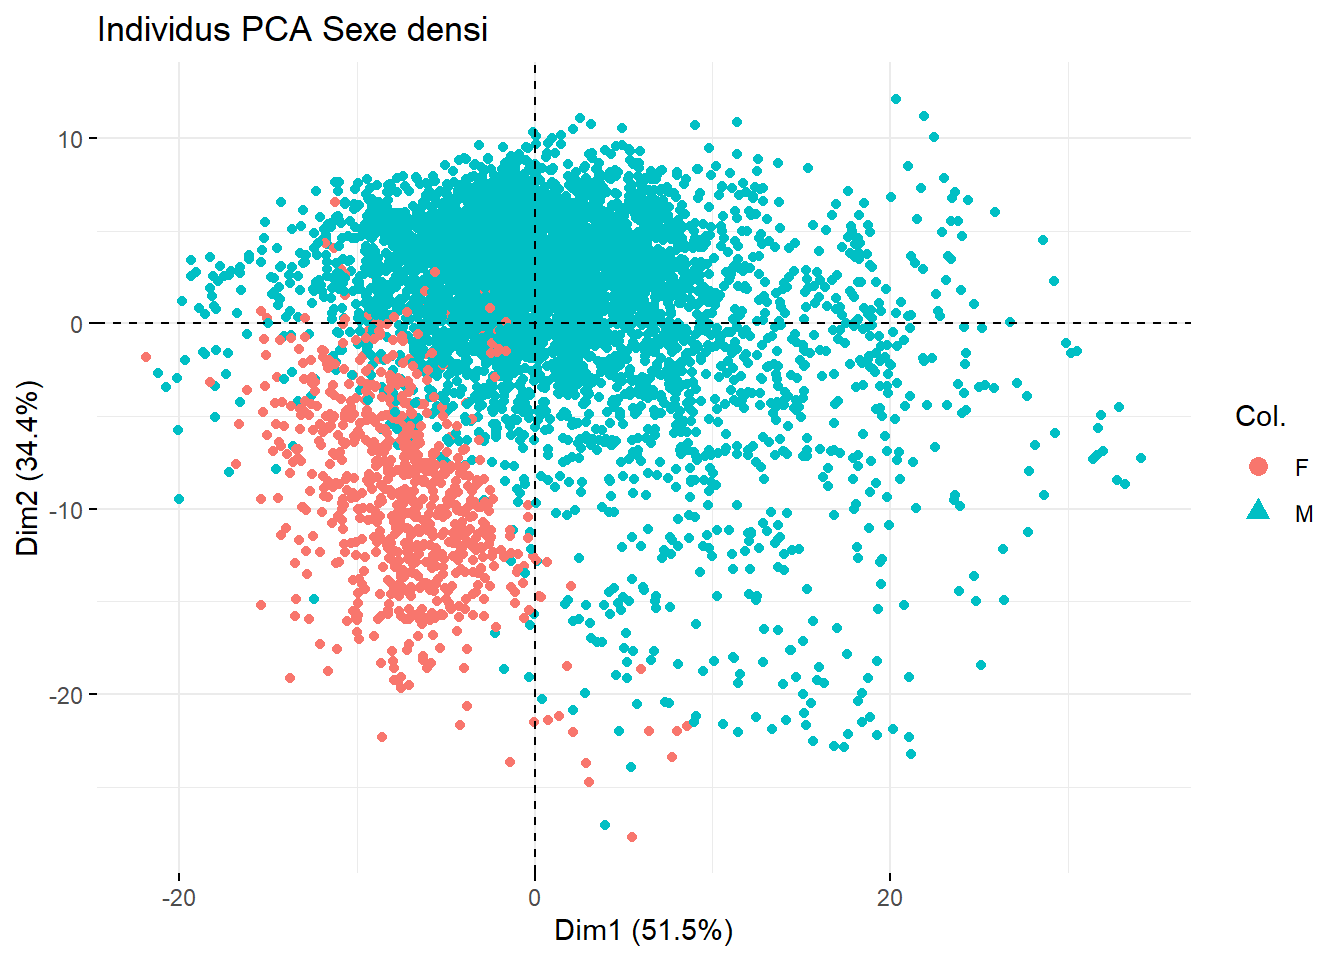 Individus PCA Sexe densi
10
0
-10
-20
-20
0
20
Dim1 (51.5%)
Dim2 (34.4%)
Col.
F
M